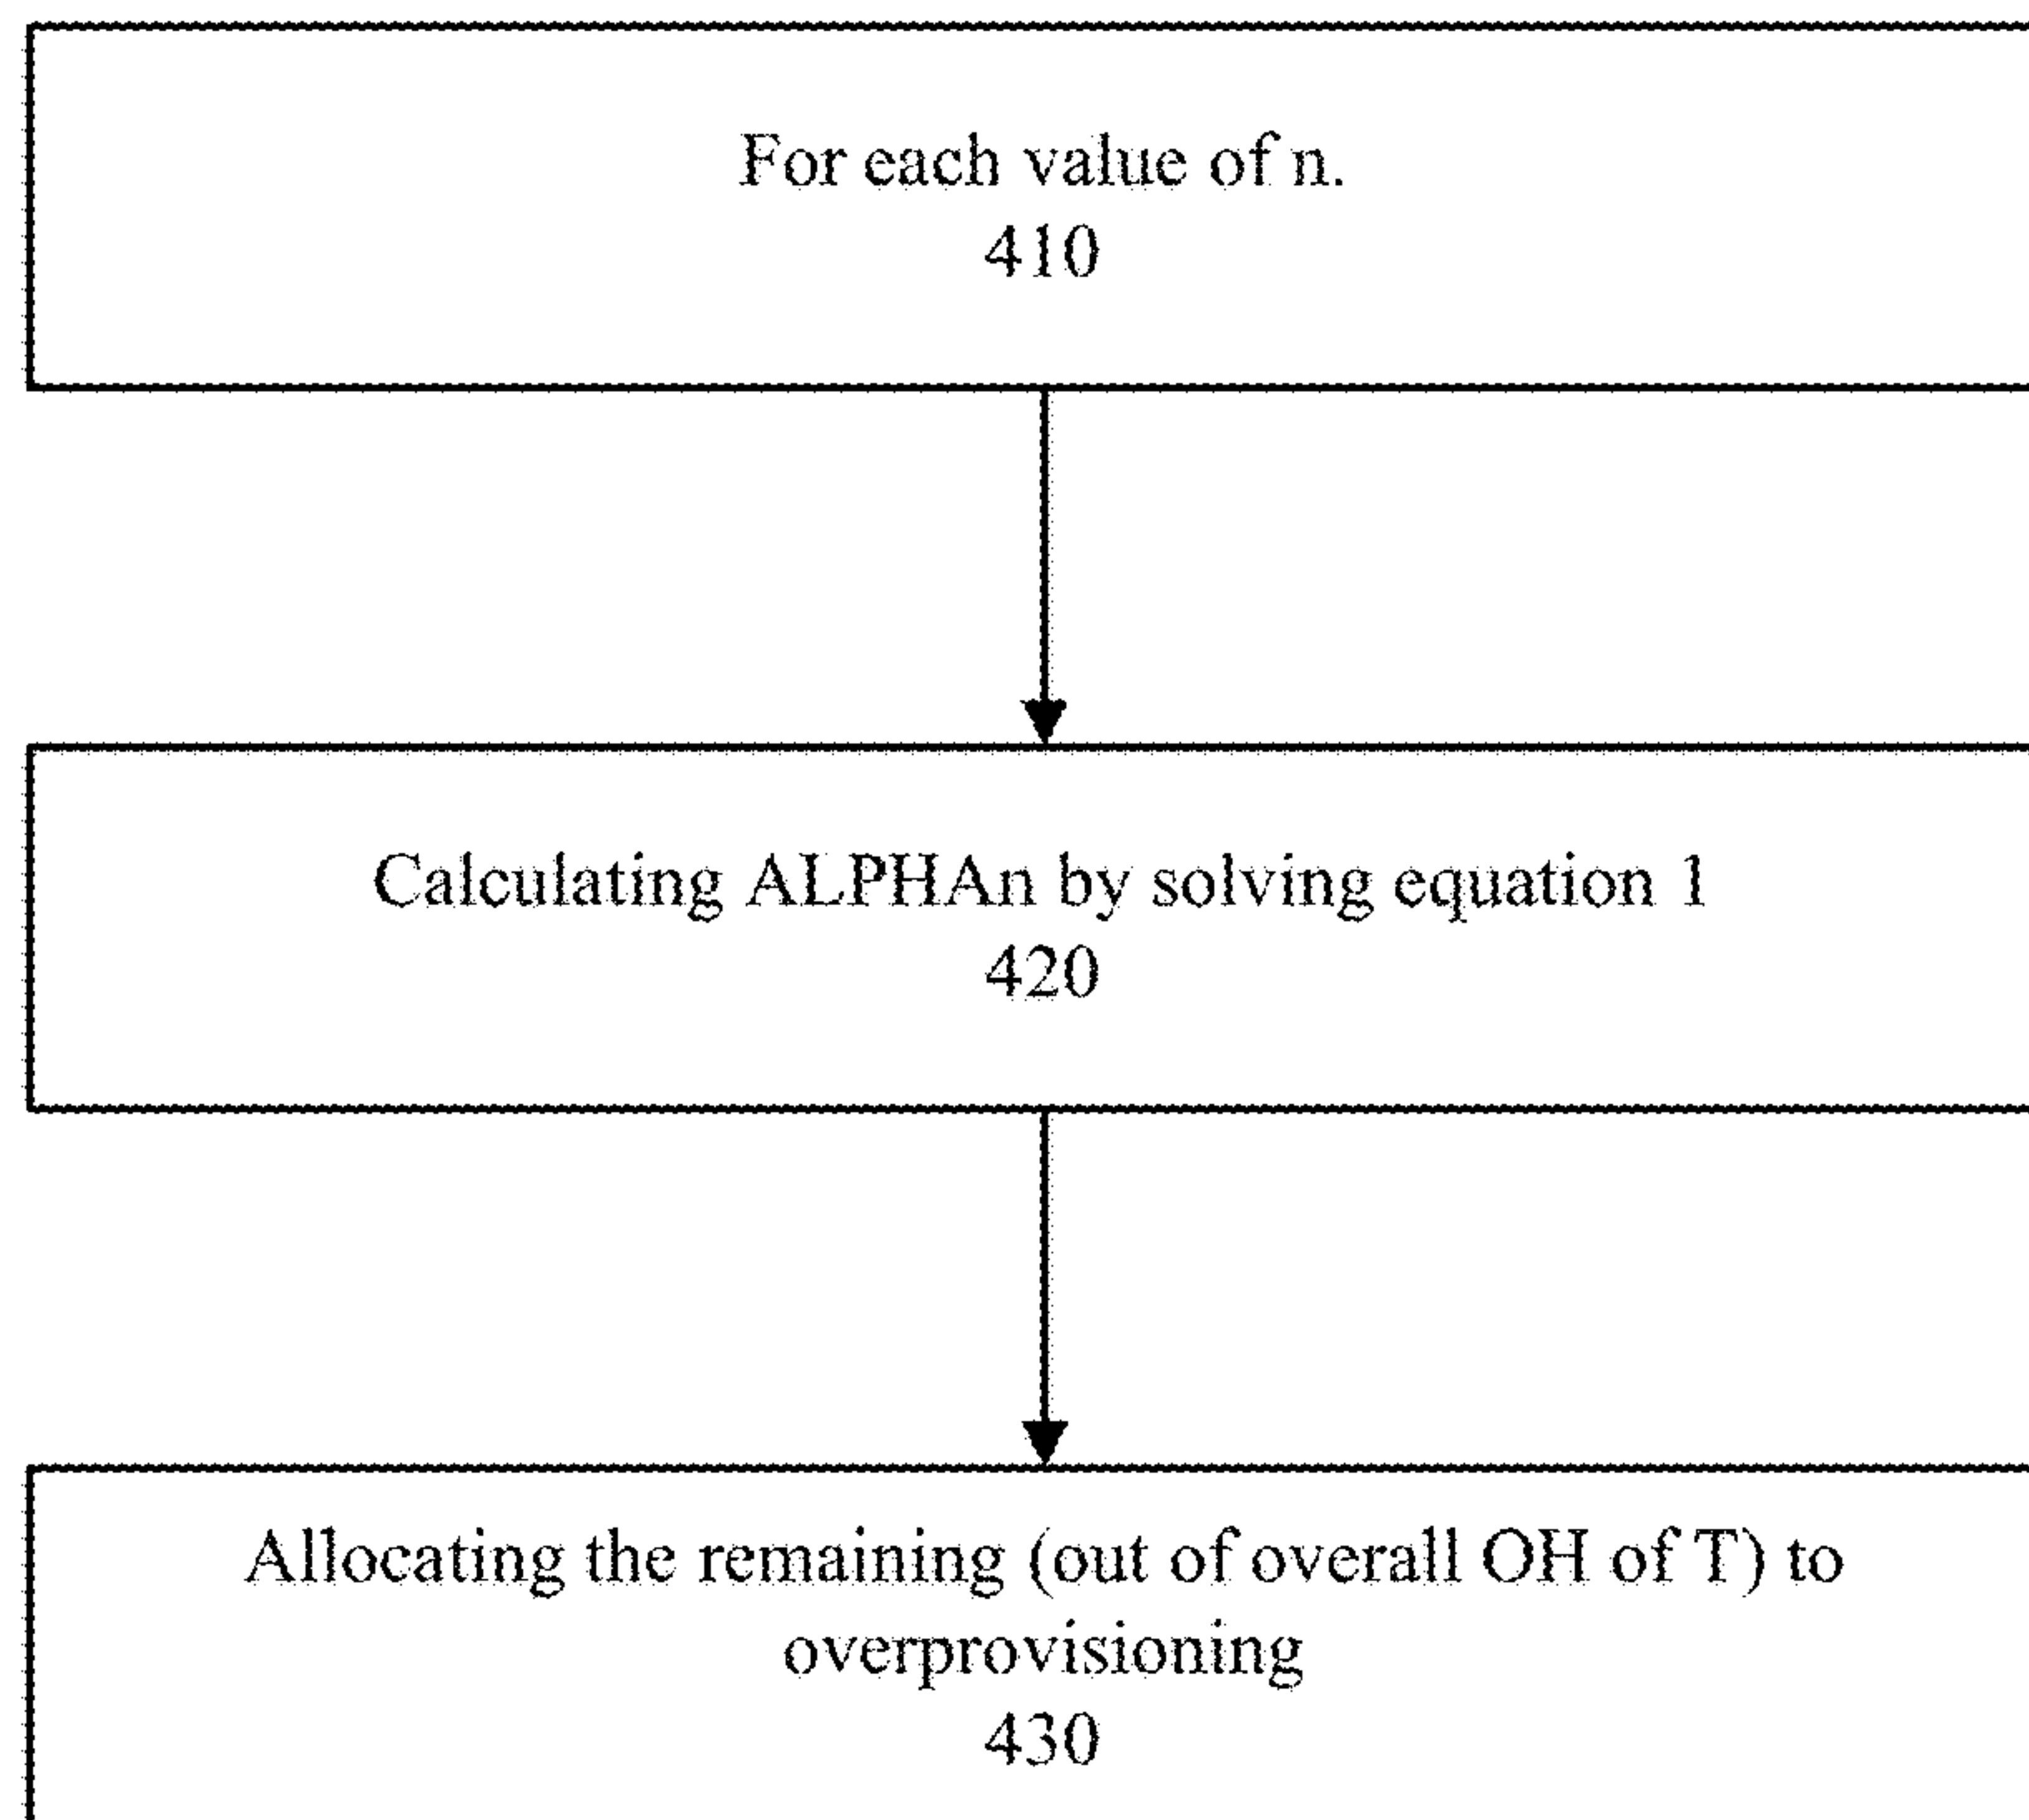 For each value of n.
410
Calculating ALPHAn by solving equation 1
420
Allocating the remaining (out of overall OH of T) to
overprovisioning
430